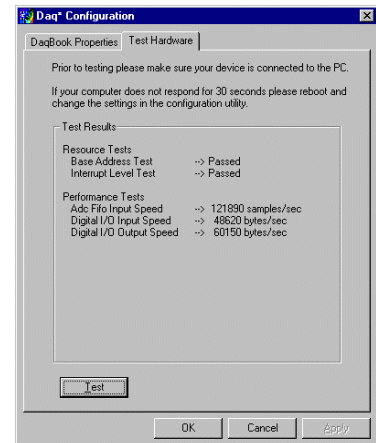 Daq* Configuration
DaqBook Properties Test Hardware
Prior to testing please make sure your device is connected to the PC.
If your computer does not respond for 30 seconds please reboot and
change the settings in the configuration utility.
Test Results
Resource Tests
Base Address Test --> Passed
Interrupt Level Test --> Passed
Performance Tests
Adc Fifo Input Speed --> 121890 samples/sec
Digital I/O Input Speed --> 48620 bytes/sec
Digital I/O Output Speed --> 60150 bytes/sec
Test
OK Cancel Apply